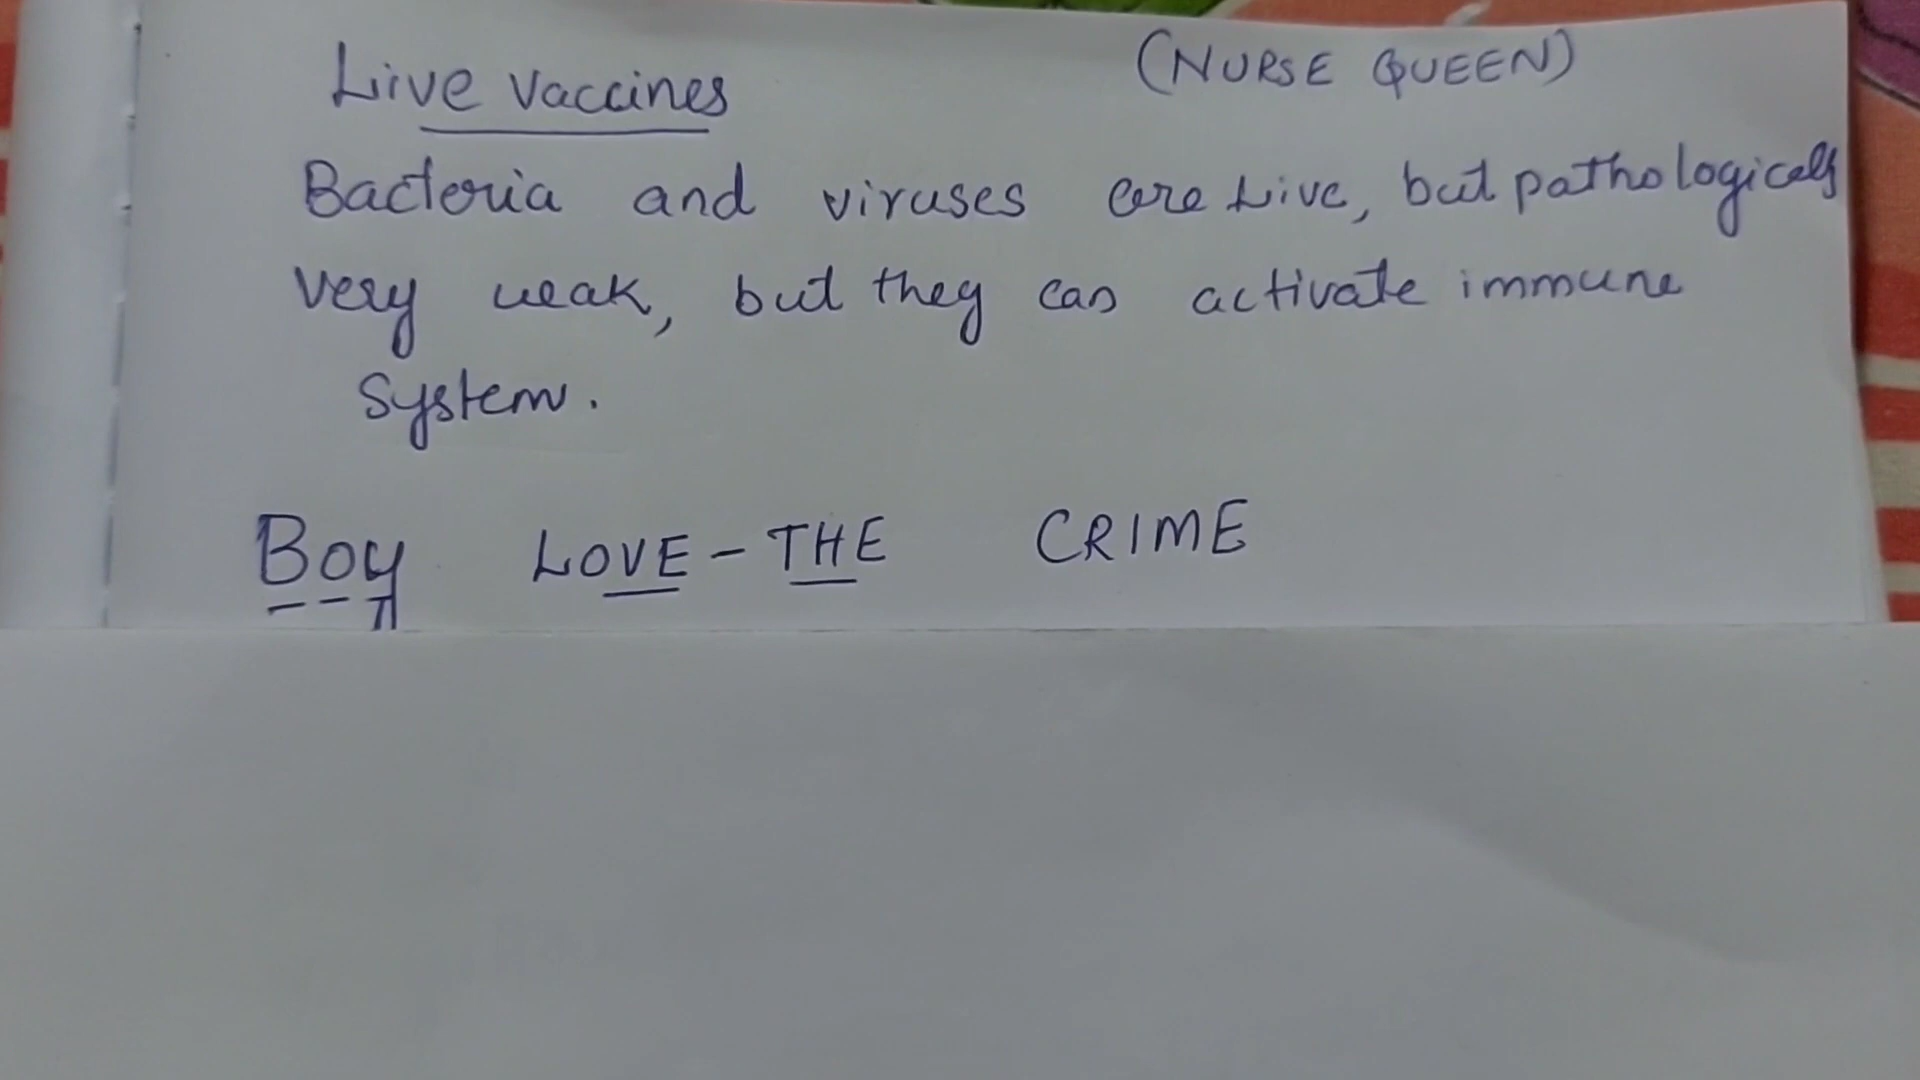 Live vaccines (NURSE QUEEN)
Bacteria and viruses are Live, but pathologically
very weak, but they can activate immune
system.
Boy LOVE - THE CRIME